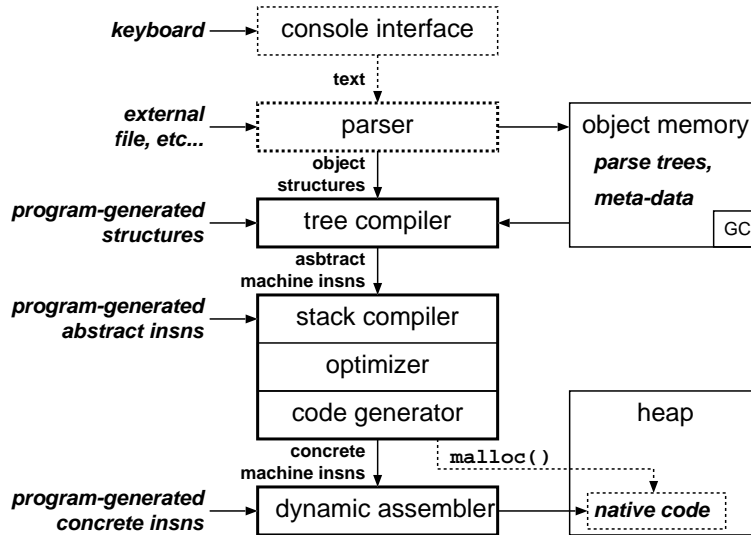 keyboard
console interface
text
external
file, etc...
parser
object memory
parse trees,
meta-data
GC
object
structures
program-generated
structures
tree compiler
asbtract
machine insns
program-generated
abstract insns
stack compiler
optimizer
code generator
heap
concrete
machine insns
malloc()
program-generated
concrete insns
dynamic assembler
native code